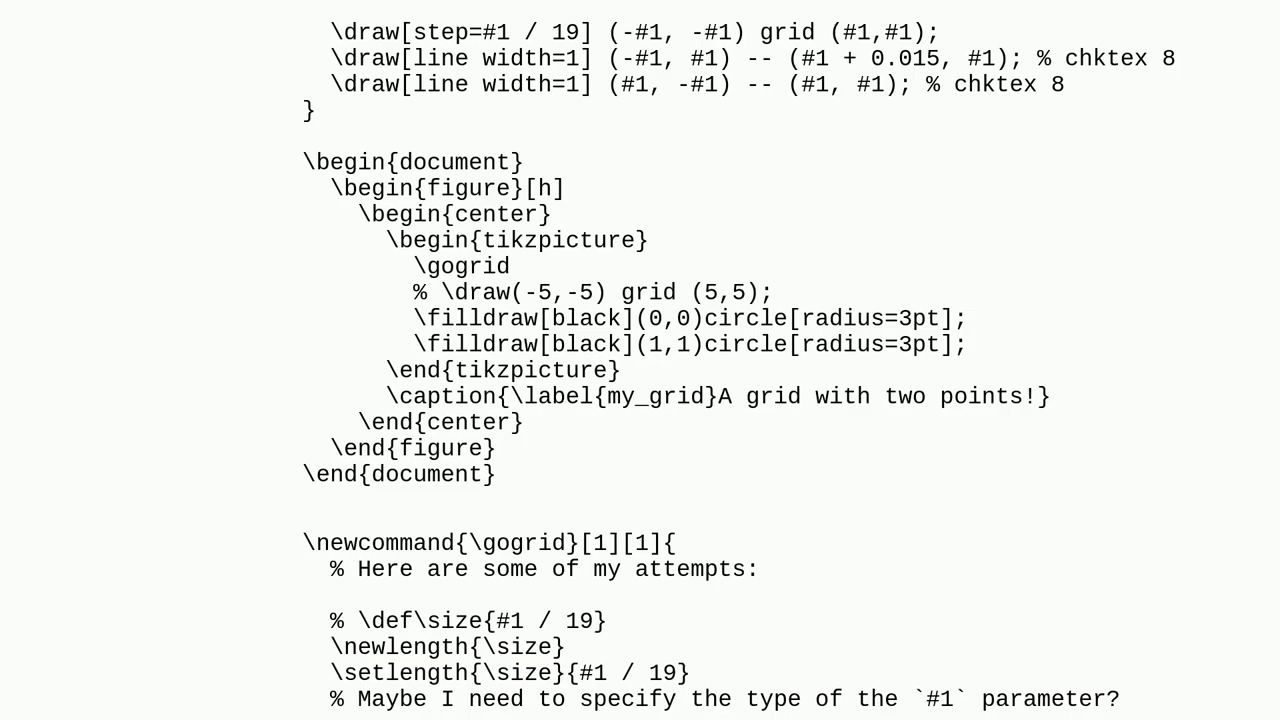 \draw[step=#1 / 19] (-#1, -#1) grid (#1,#1);
\draw[line width=1] (-#1, #1) -- (#1 + 0.015, #1); % chktex 8
\draw[line width=1] (#1, -#1) -- (#1, #1); % chktex 8
}
\begin{document}
\begin{figure}[h]
\begin{center}
\begin{tikzpicture}
\gogrid
% \draw(-5,-5) grid (5,5);
\filldraw[black](0,0)circle[radius=3pt];
\filldraw[black](1,1)circle[radius=3pt];
\end{tikzpicture}
\caption{\label{my_grid}A grid with two points!}
\end{center}
\end{figure}
\end{document}
\newcommand{\gogrid}[1][1]{
% Here are some of my attempts:
% \def\size{#1 / 19}
\newlength{\size}
\setlength{\size}{#1 / 19}
% Maybe I need to specify the type of the `#1` parameter?